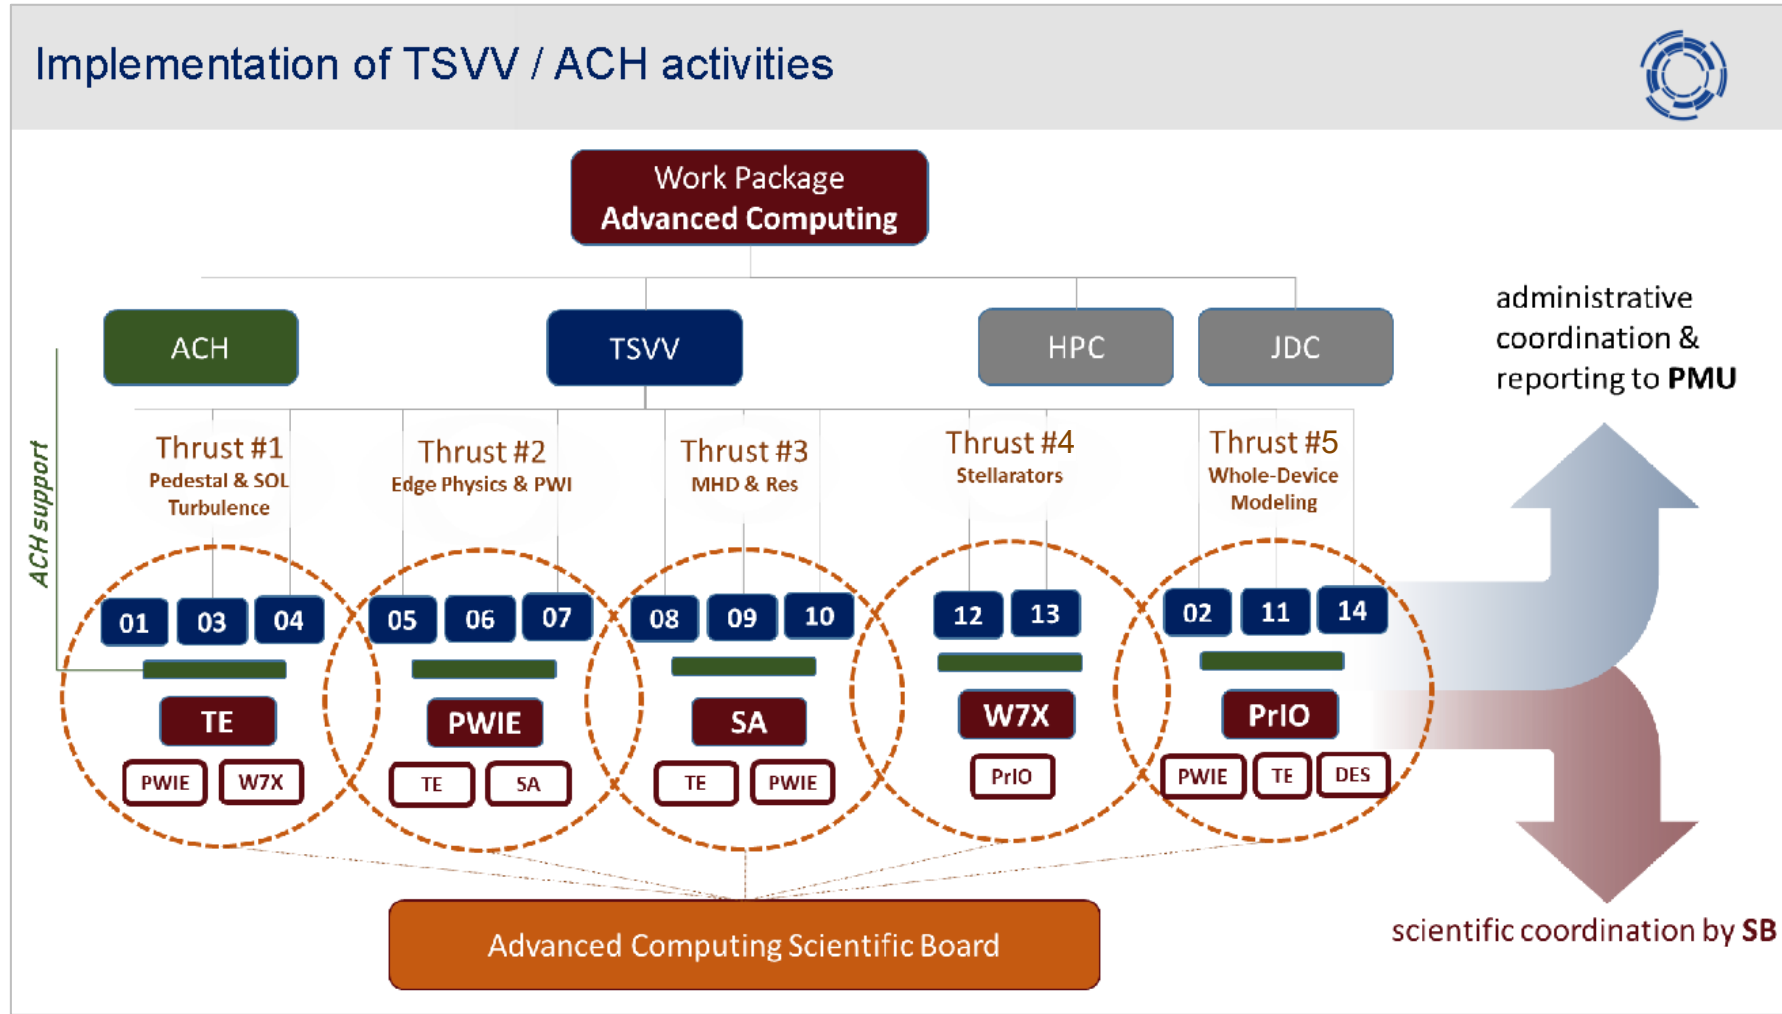 Implementation of TSVV / ACH activities
Work Package
Advanced Computing
ACH
TSVV
HPC
JDC
administrative
coordination &
reporting to PMU
ACH support
Thrust #1
Pedestal & SOL
Turbulence
Thrust #2
Edge Physics & PWI
Thrust #3
MHD & Res
Thrust #4
Stellarators
Thrust #5
Whole-Device
Modeling
01 03 04
05 06 07
08 09 10
12 13
02 11 14
TE
PWIE
SA
W7X
PrIO
PWIE W7X
TE SA
TE PWIE
PrIO
PWIE TE DES
Advanced Computing Scientific Board
scientific coordination by SB